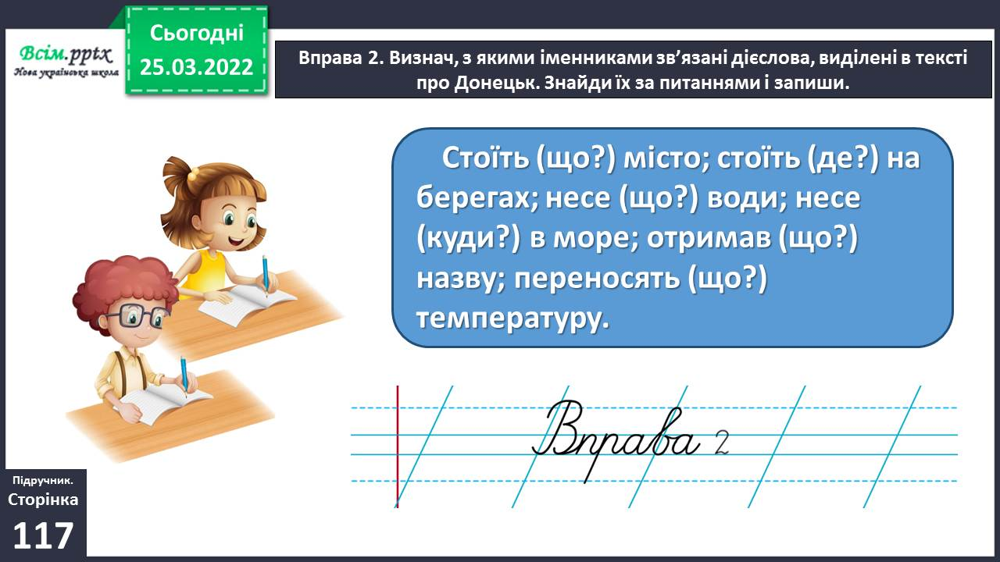 Сьогодні
25.03.2022
Всім.pptx
Нова українська школа
Вправа 2. Визнач, з якими іменниками зв’язані дієслова, виділені в тексті
про Донецьк. Знайди їх за питаннями і запиши.
Стоїть (що?) місто; стоїть (де?) на
берегах; несе (що?) води; несе
(куди?) в море; отримав (що?)
назву; переносять (що?)
температуру.
Вправа 2
Підручник.
Сторінка
117